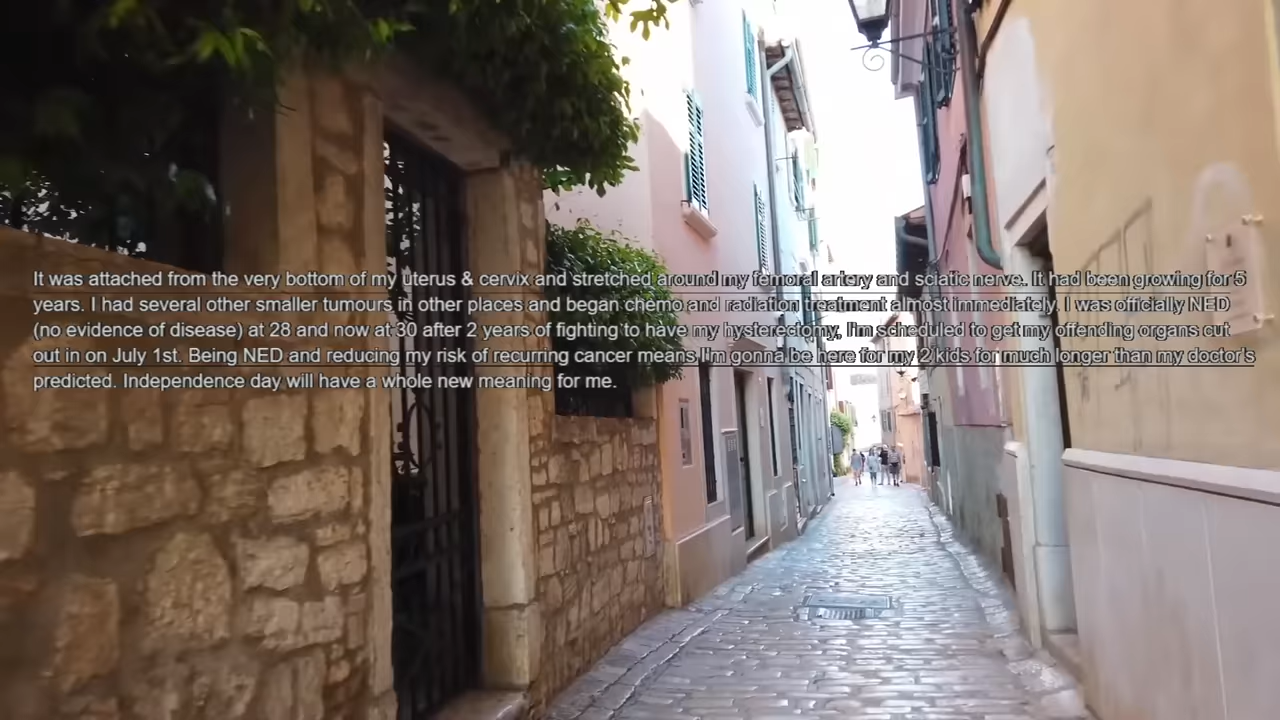 It was attached from the very bottom of my uterus & cervix and stretched around my femoral artery and sciatic nerve. It had been growing for 5
years. I had several other smaller tumours in other places and began chemo and radiation treatment almost immediately. I was officially NED
(no evidence of disease) at 28 and now at 30 after 2 years of fighting to have my hysterectomy, I'm scheduled to get my offending organs cut
out in on July 1st. Being NED and reducing my risk of recurring cancer means I'm gonna be here for my 2 kids for much longer than my doctor's
predicted. Independence day will have a whole new meaning for me.